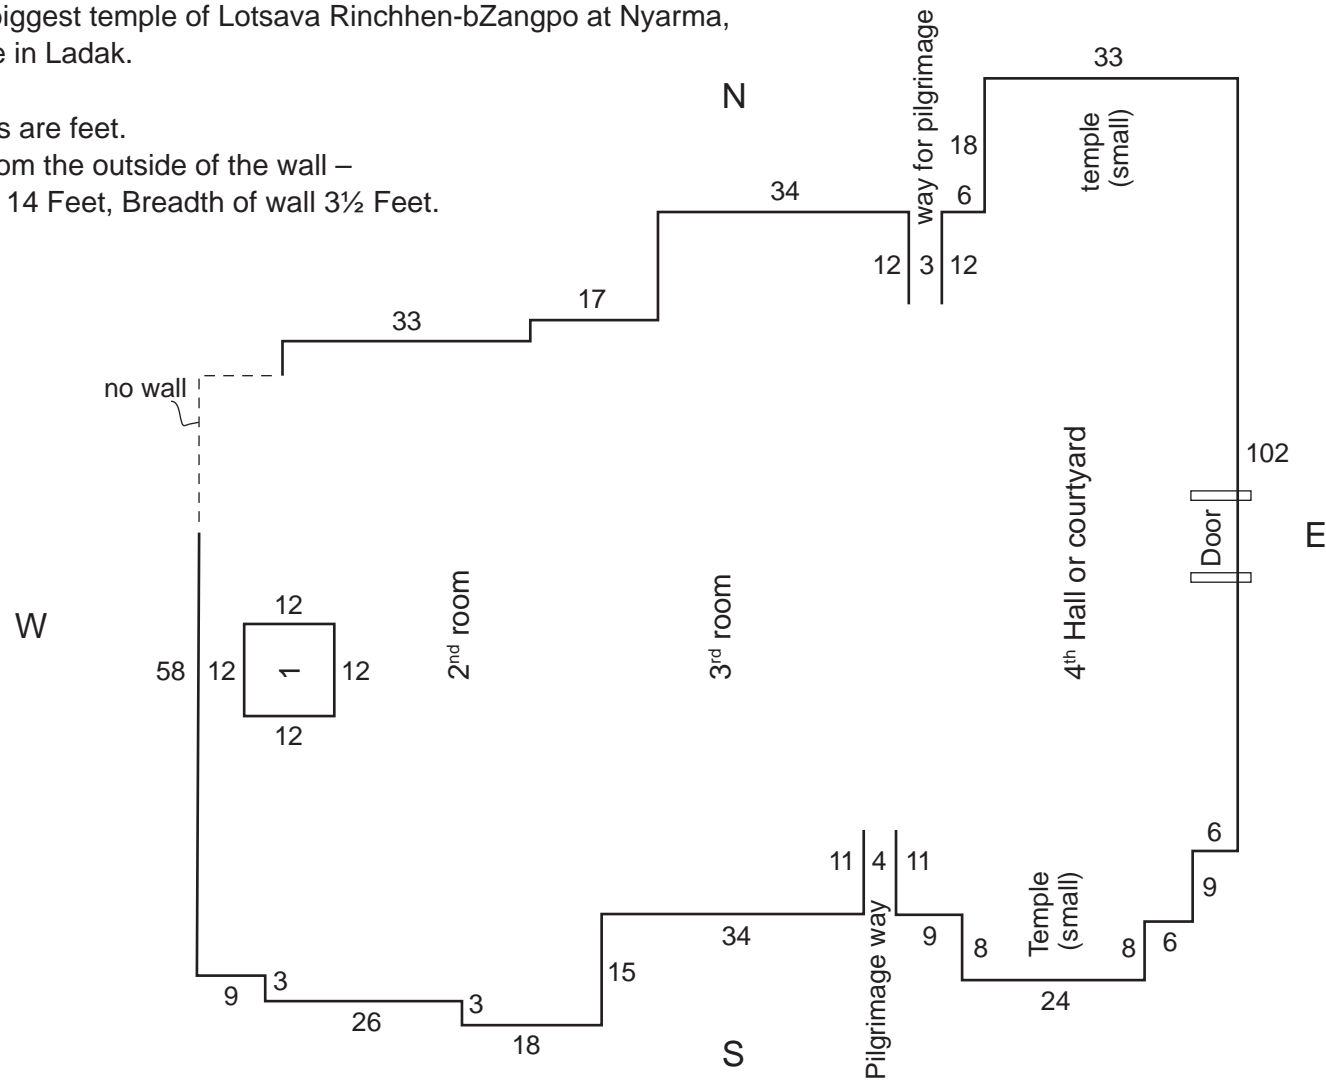 biggest temple of Lotsava Rinchhen-bZangpo at Nyarma,
e in Ladak.
s are feet.
om the outside of the wall –
14 Feet, Breadth of wall 3½ Feet.
N
way for pilgrimage
33
18
temple
(small)
34
6
12
3
12
17
33
no wall
102
Door
E
W
12
58
12
1
12
12
2nd room
3rd room
4th Hall or courtyard
6
11
4
11
9
Temple
(small)
34
Pilgrimage way
9
8
8
6
15
24
9
3
26
3
18
S